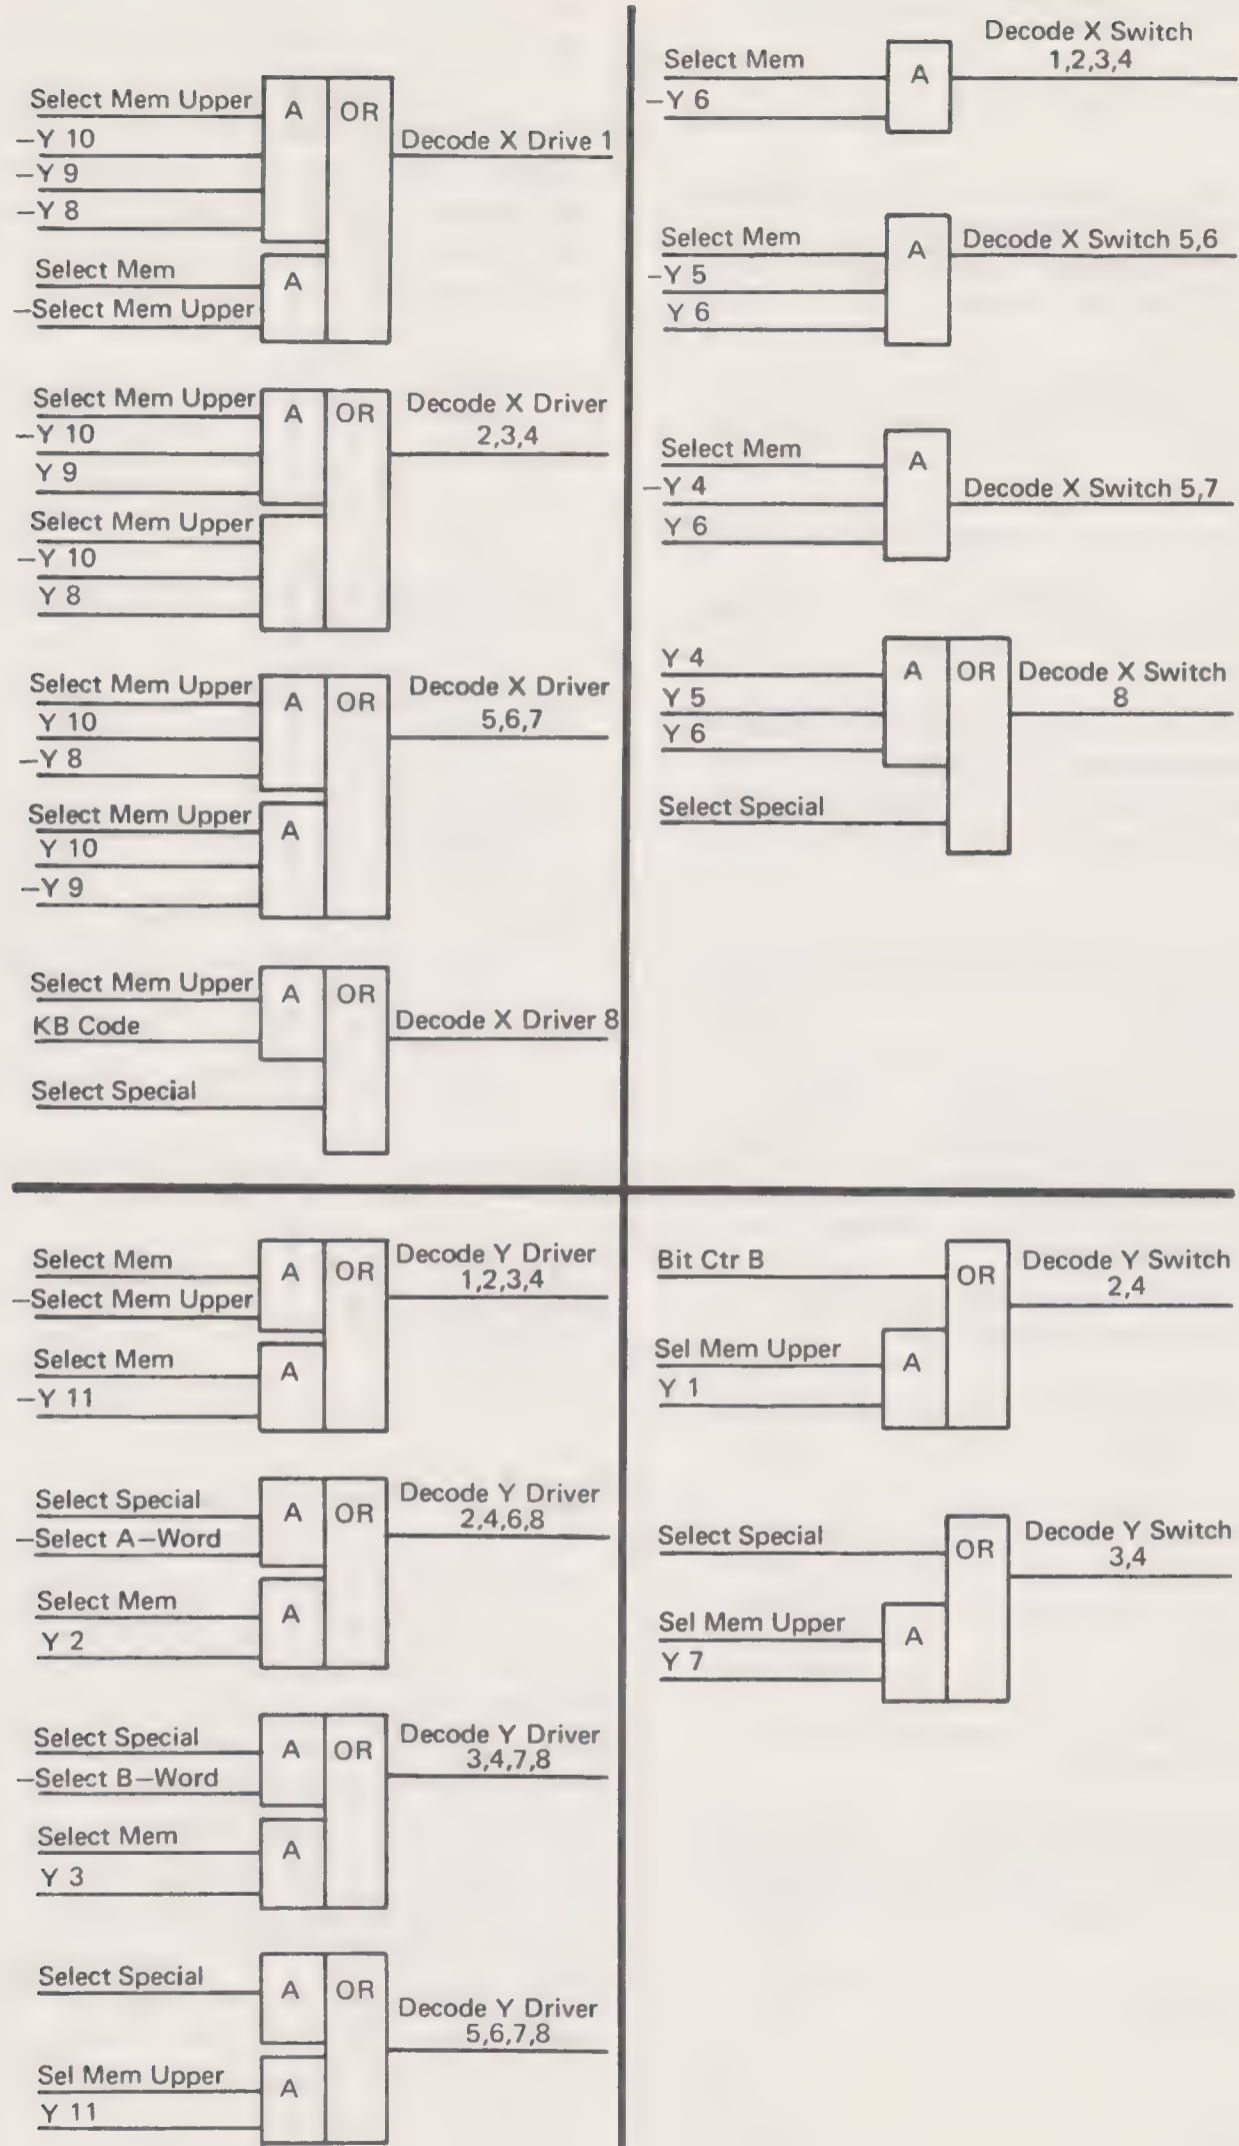 Select Mem Upper
–Y 10
–Y 9
–Y 8
Select Mem
–Select Mem Upper
A
OR
A
Decode X Drive 1
Select Mem Upper
–Y 10
Y 9
Select Mem Upper
–Y 10
Y 8
A
OR
Decode X Driver
2,3,4
Select Mem Upper
Y 10
–Y 8
Select Mem Upper
Y 10
–Y 9
A
OR
A
Decode X Driver
5,6,7
Select Mem Upper
KB Code
Select Special
A
OR
Decode X Driver 8
Select Mem
–Y 6
A
Decode X Switch
1,2,3,4
Select Mem
–Y 5
Y 6
A
Decode X Switch 5,6
Select Mem
–Y 4
Y 6
A
Decode X Switch 5,7
Y 4
Y 5
Y 6
Select Special
A
OR
Decode X Switch
8
Select Mem
–Select Mem Upper
Select Mem
–Y 11
A
OR
A
Decode Y Driver
1,2,3,4
Select Special
–Select A–Word
Select Mem
Y 2
A
OR
A
Decode Y Driver
2,4,6,8
Select Special
–Select B–Word
Select Mem
Y 3
A
OR
A
Decode Y Driver
3,4,7,8
Select Special
Sel Mem Upper
Y 11
A
OR
A
Decode Y Driver
5,6,7,8
Bit Ctr B
Sel Mem Upper
Y 1
OR
A
Decode Y Switch
2,4
Select Special
Sel Mem Upper
Y 7
OR
A
Decode Y Switch
3,4